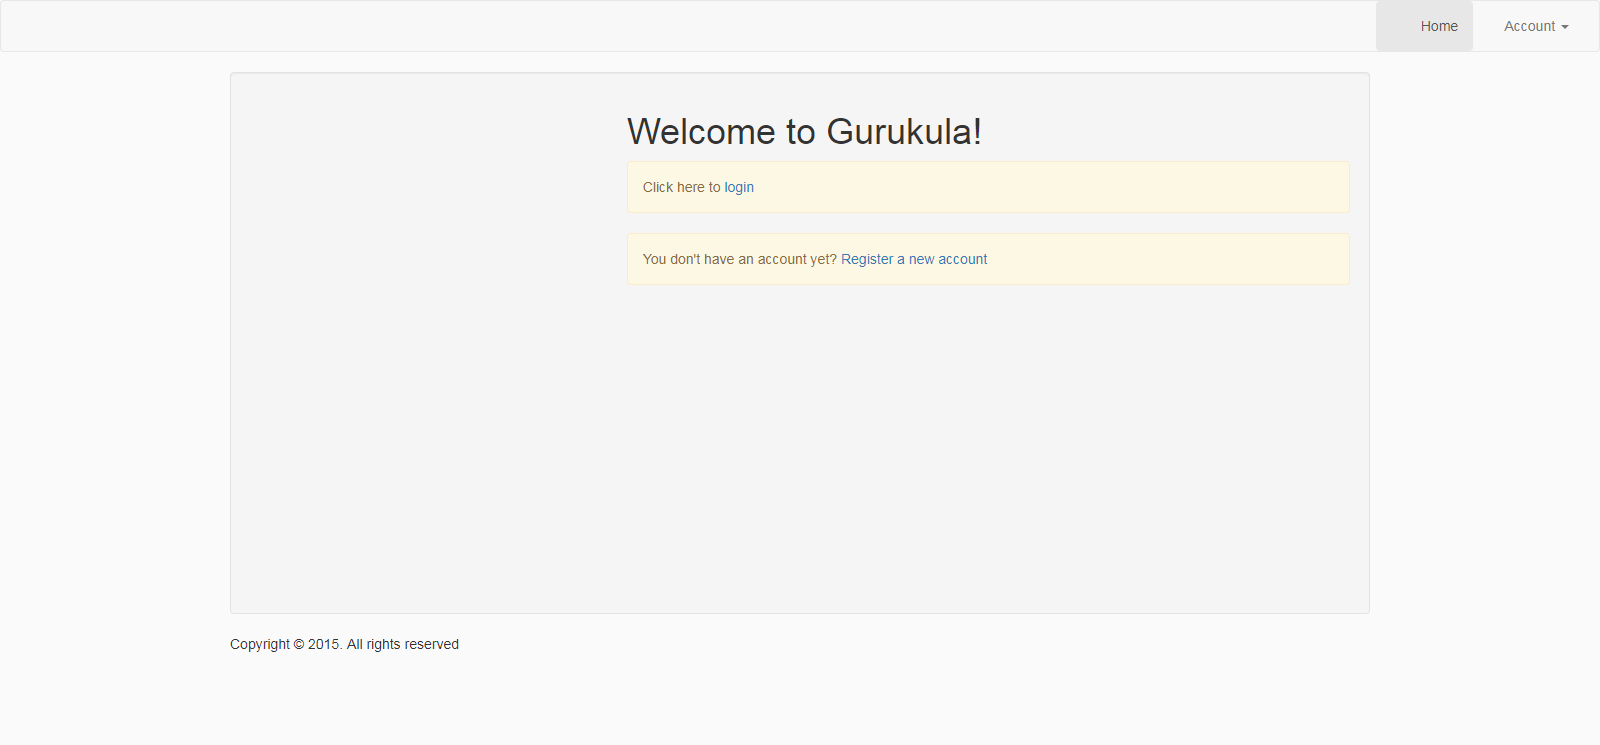 Home Account
Welcome to Gurukula!
Click here to login
You don't have an account yet? Register a new account
Copyright © 2015. All rights reserved